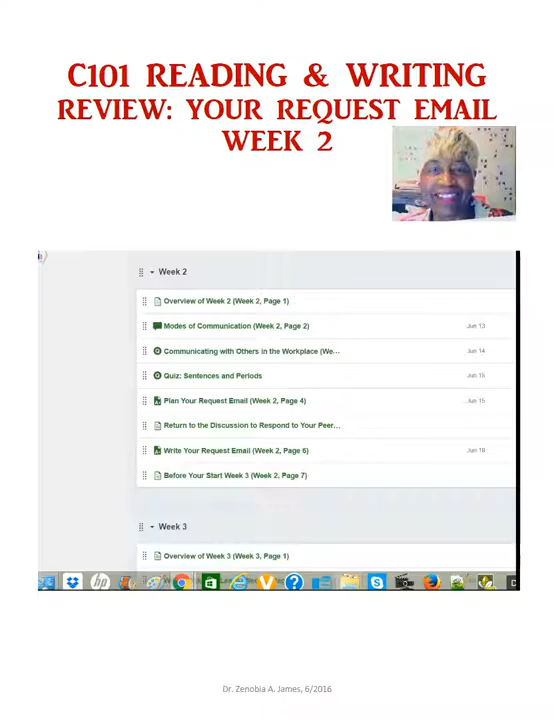 C101 READING & WRITING
REVIEW: YOUR REQUEST EMAIL
WEEK 2
Week 2
Overview of Week 2 (Week 2, Page 1)
Modes of Communication (Week 2, Page 2) Jun 13
Communicating with Others in the Workplace (We... Jun 14
Quiz: Sentences and Periods Jun 15
Plan Your Request Email (Week 2, Page 4) Jun 15
Return to the Discussion to Respond to Your Peer...
Write Your Request Email (Week 2, Page 6) Jun 19
Before Your Start Week 3 (Week 2, Page 7)
Week 3
Overview of Week 3 (Week 3, Page 1)
Dr. Zenobia A. James, 6/2016